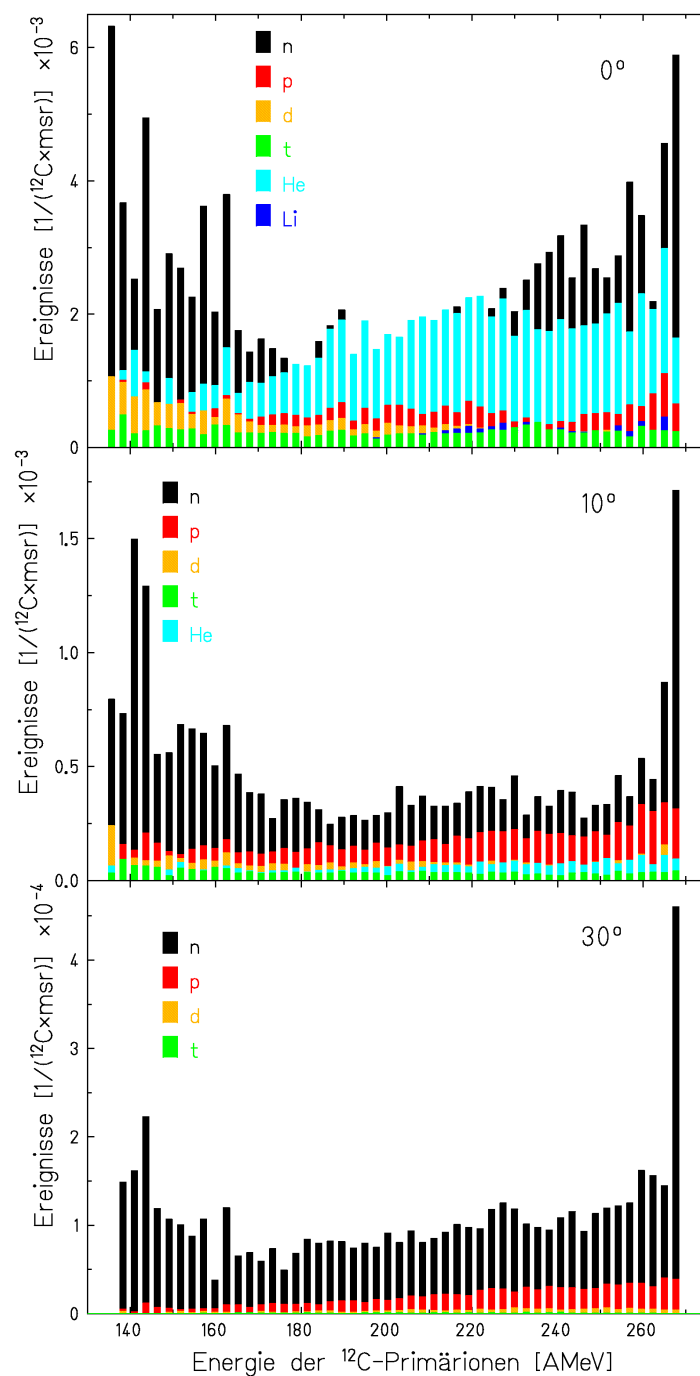 Ereignisse [1/(¹²C×msr)] ×10⁻³
6
4
2
0
n
p
d
t
He
Li
0°
Ereignisse [1/(¹²C×msr)] ×10⁻³
1.5
1.0
0.5
0.0
n
p
d
t
He
10°
Ereignisse [1/(¹²C×msr)] ×10⁻⁴
4
3
2
1
0
n
p
d
t
30°
140 160 180 200 220 240 260
Energie der ¹²C-Primärionen [AMeV]